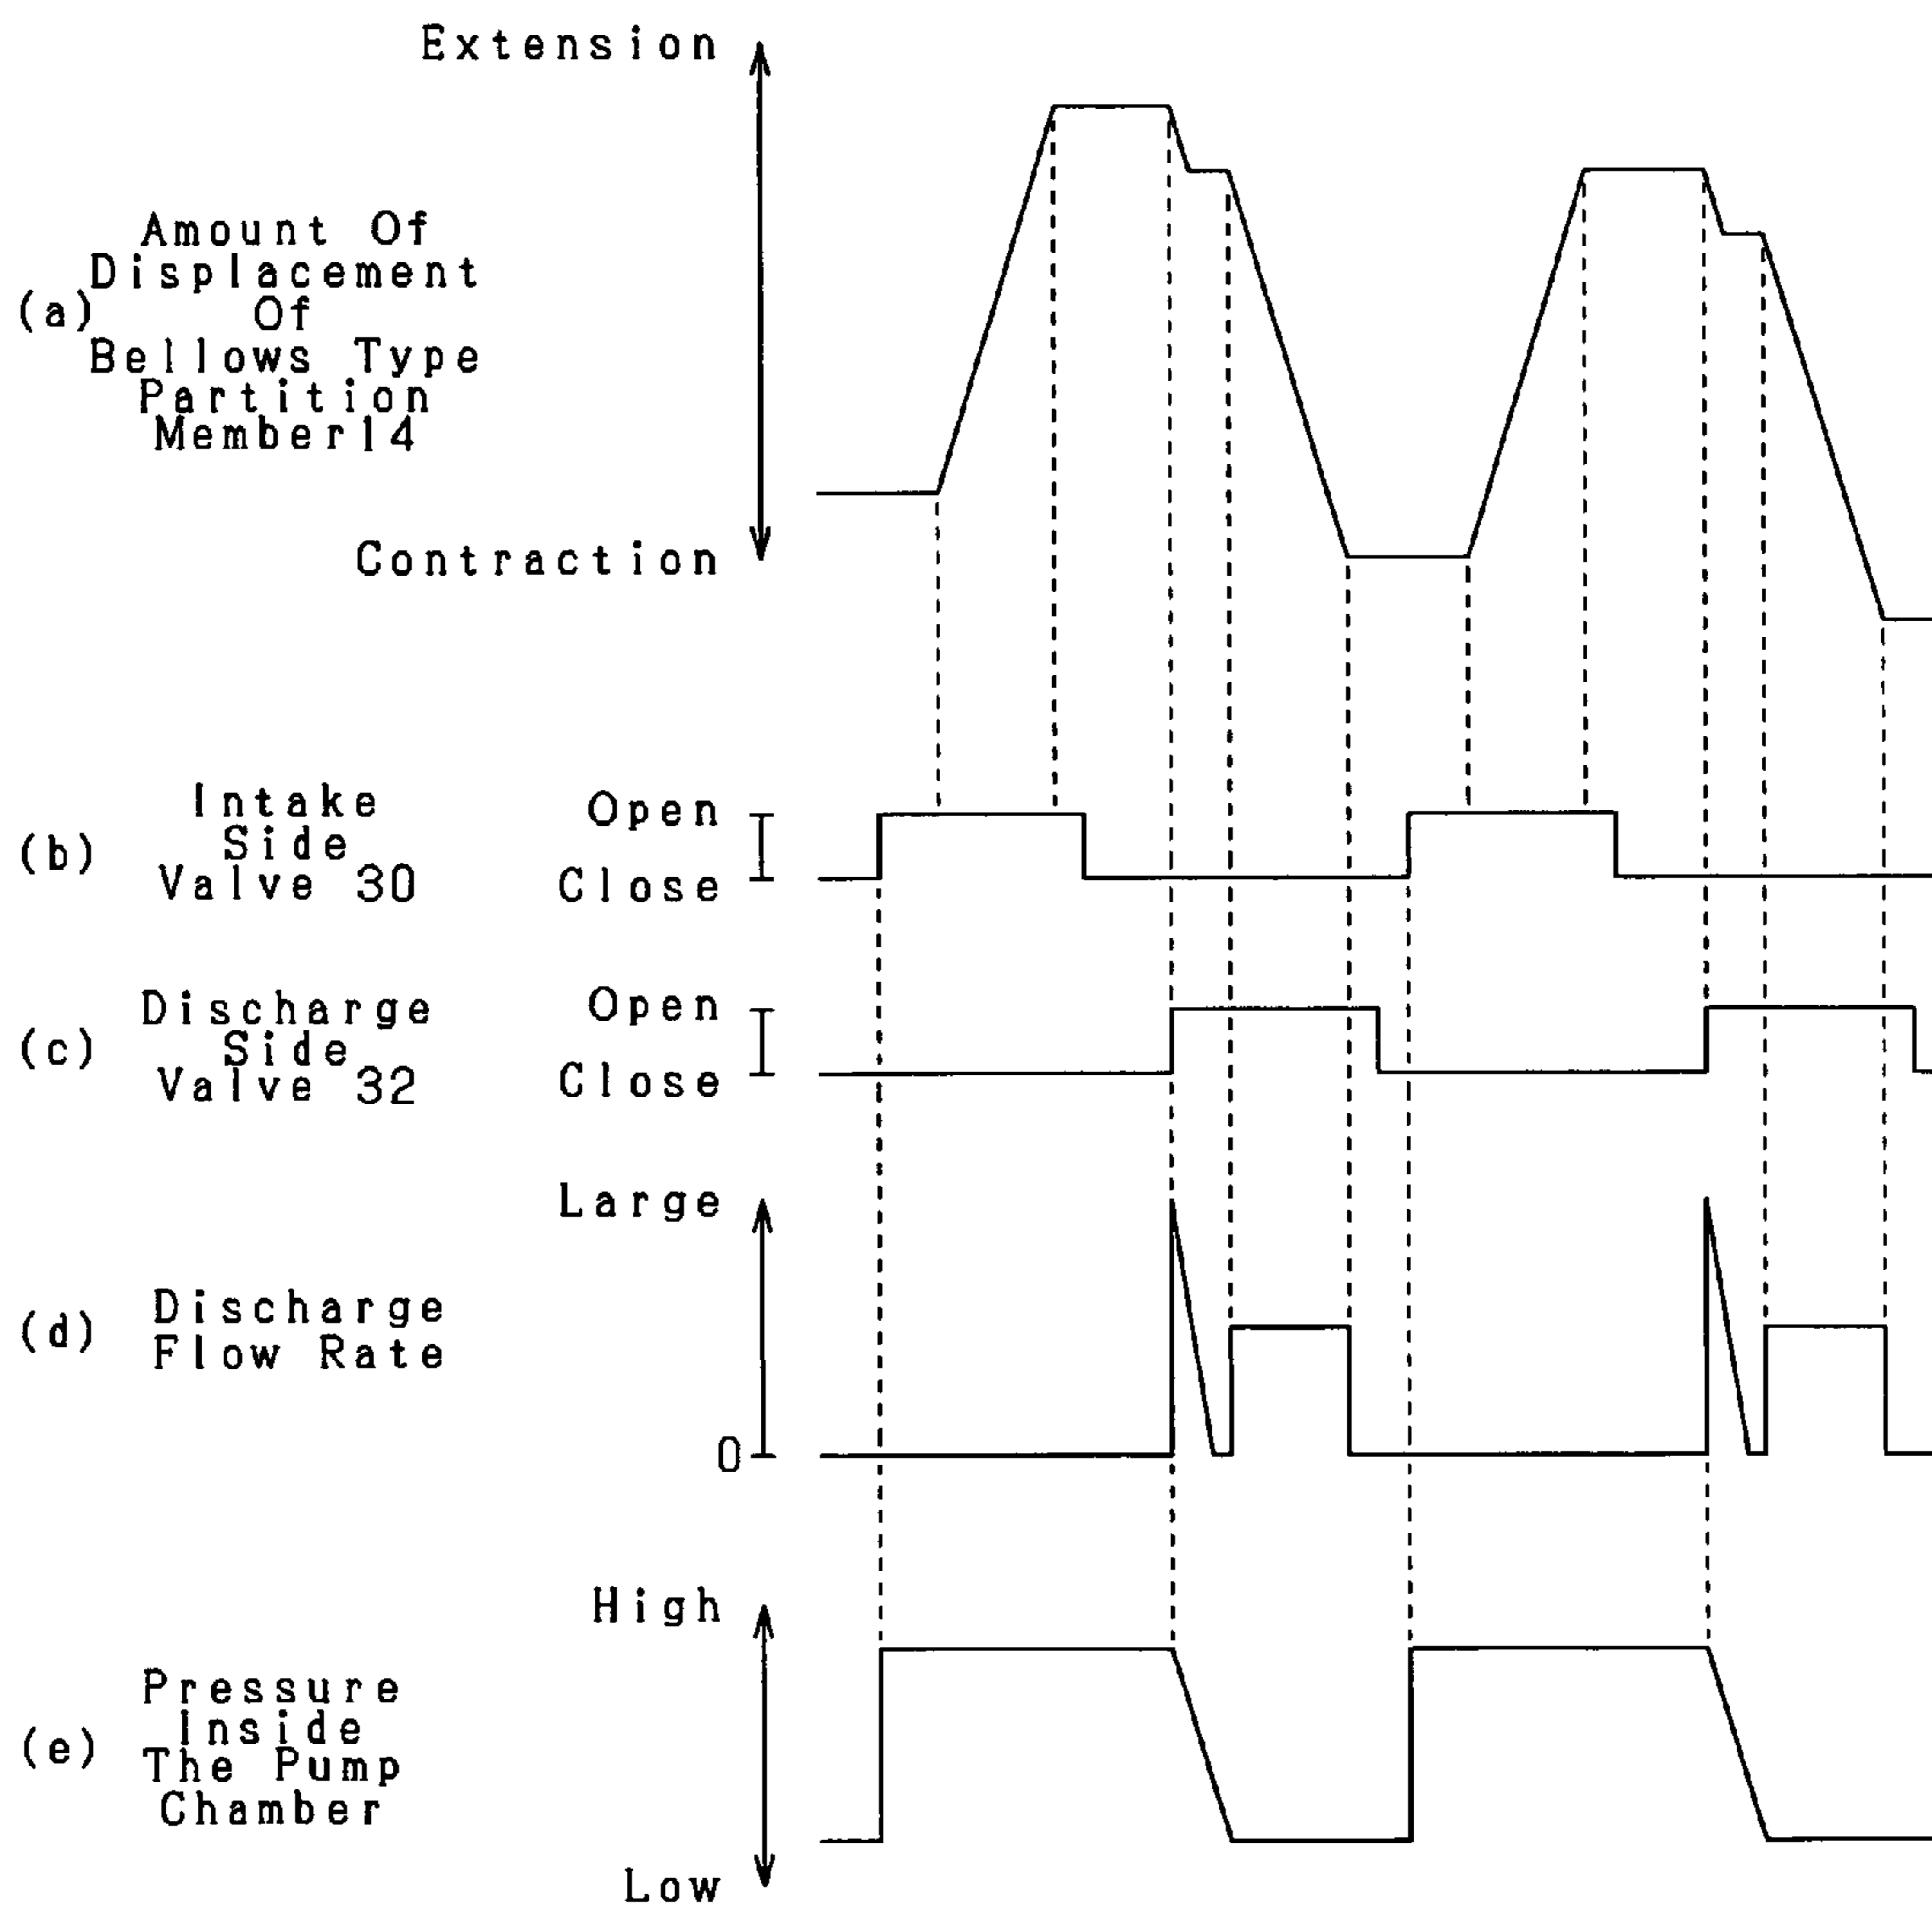 Extension
(a)
Amount Of
Displacement
Of
Bellows Type
Partition
Member14
Contraction
(b)
Intake
Side
Valve 30
Open
Close
(c)
Discharge
Side
Valve 32
Open
Close
(d)
Discharge
Flow Rate
Large
0
(e)
Pressure
Inside
The Pump
Chamber
High
Low